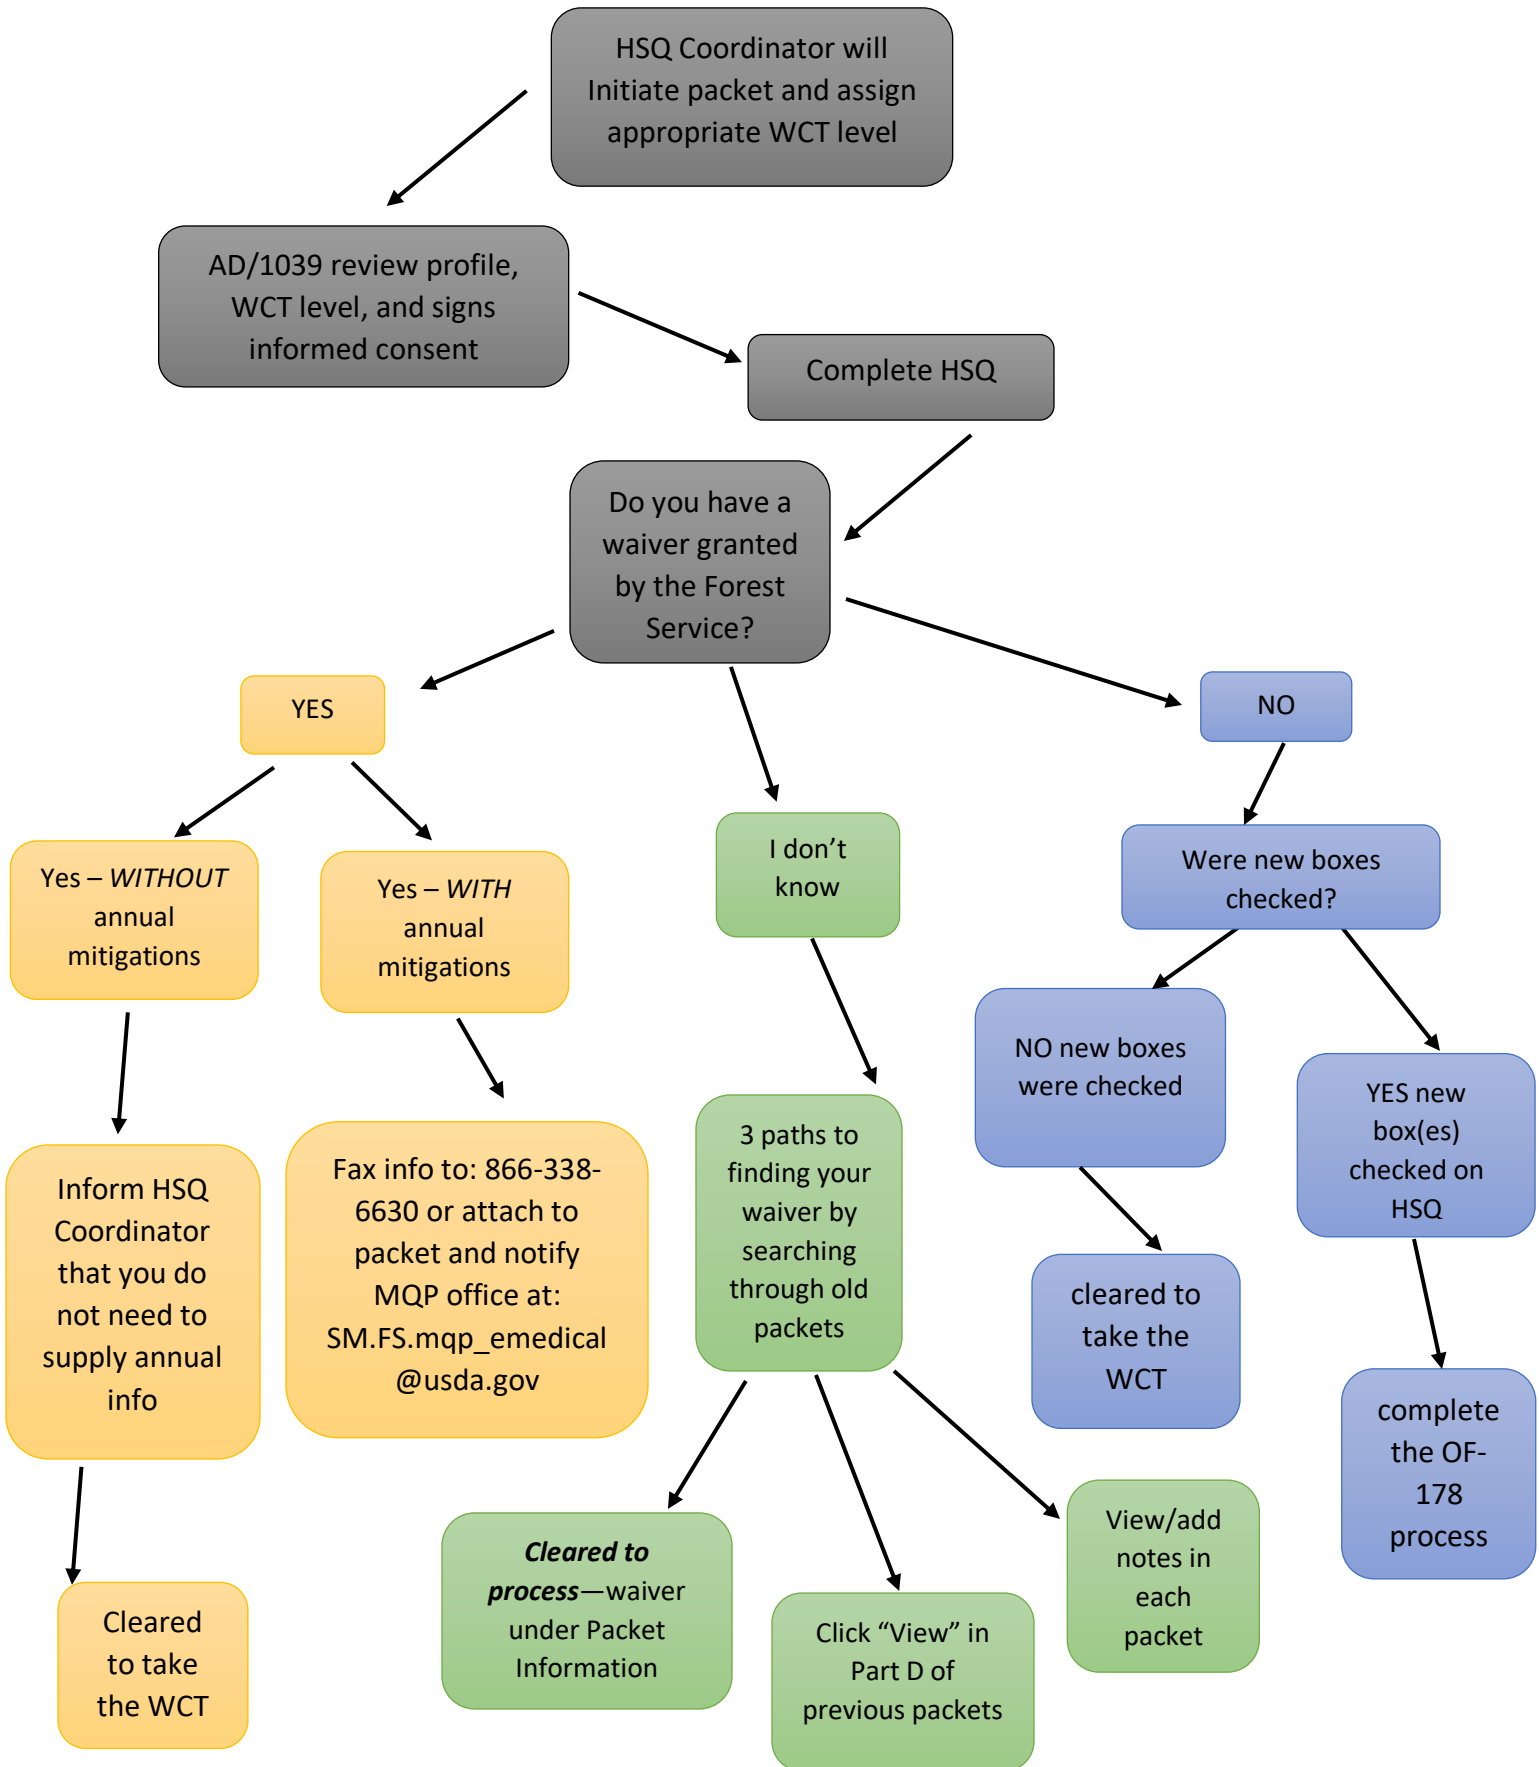 HSQ Coordinator will
Initiate packet and assign
appropriate WCT level
AD/1039 review profile,
WCT level, and signs
informed consent
Complete HSQ
Do you have a
waiver granted
by the Forest
Service?
YES
NO
I don’t
know
Were new boxes
checked?
Yes – WITHOUT
annual
mitigations
Yes – WITH
annual
mitigations
NO new boxes
were checked
YES new
box(es)
checked on
HSQ
Inform HSQ
Coordinator
that you do
not need to
supply annual
info
Fax info to: 866-338-
6630 or attach to
packet and notify
MQP office at:
SM.FS.mqp_emedical
@usda.gov
3 paths to
finding your
waiver by
searching
through old
packets
cleared to
take the
WCT
complete
the OF-
178
process
Cleared
to take
the WCT
Cleared to
process—waiver
under Packet
Information
Click “View” in
Part D of
previous packets
View/add
notes in
each
packet